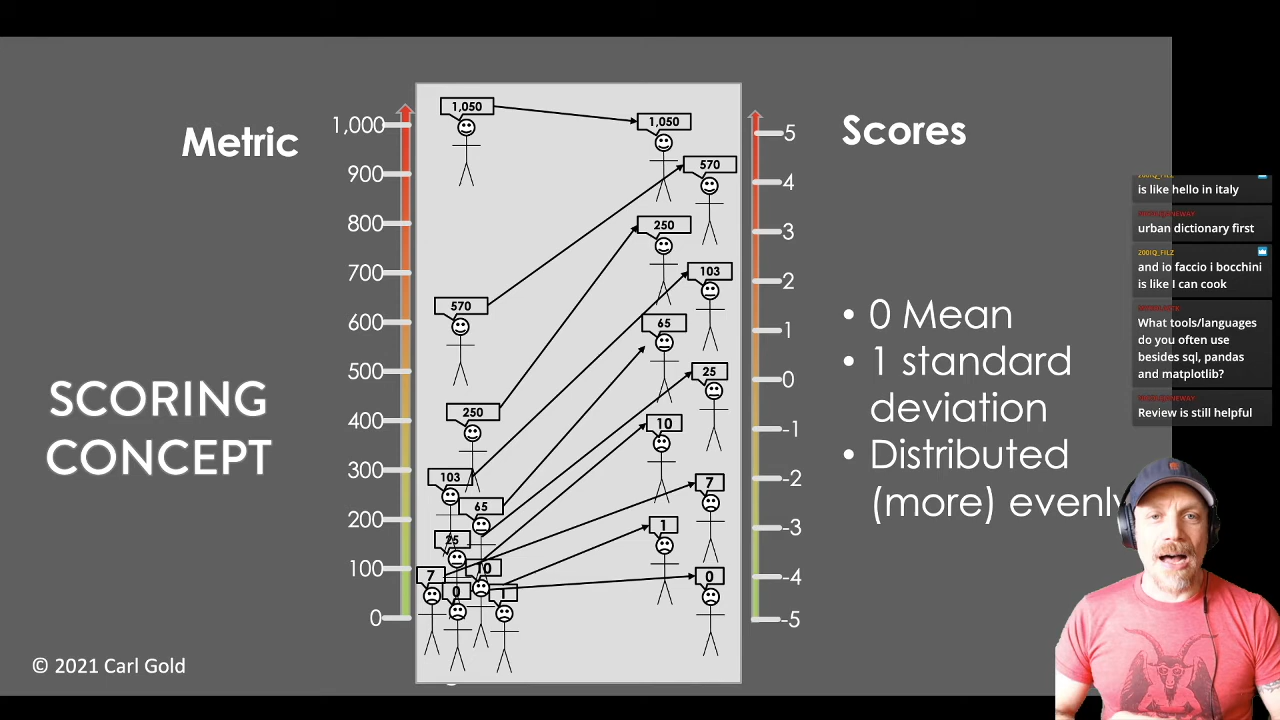 Metric
Scores
SCORING
CONCEPT
© 2021 Carl Gold
1,000
900
800
700
600
500
400
300
200
100
0
1,050
570
250
103
65
25
10
7
0
1
1,050
570
250
103
65
25
10
7
1
0
5
4
3
2
1
0
-1
-2
-3
-4
-5
• 0 Mean
• 1 standard
deviation
• Distributed
(more) evenly
200IQ_FILZ
is like hello in italy
urban dictionary first
200IQ_FILZ
and io faccio i bocchini
is like I can cook
What tools/languages
do you often use
besides sql, pandas
and matplotlib?
Review is still helpful